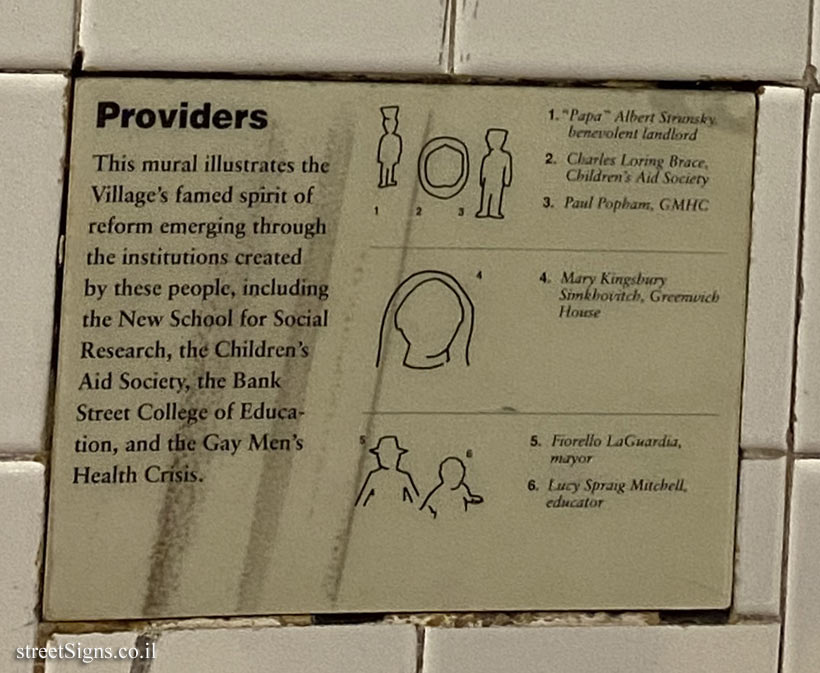 Providers
This mural illustrates the
Village's famed spirit of
reform emerging through
the institutions created
by these people, including
the New School for Social
Research, the Children's
Aid Society, the Bank
Street College of Educa-
tion, and the Gay Men's
Health Crisis.
1 2 3
1. "Papa" Albert Strunsky,
benevolent landlord
2. Charles Loring Brace,
Children's Aid Society
3. Paul Popham, GMHC
4
4. Mary Kingsbury
Simkhovitch, Greenwich
House
5 6
5. Fiorello LaGuardia,
mayor
6. Lucy Spraig Mitchell,
educator
streetSigns.co.il